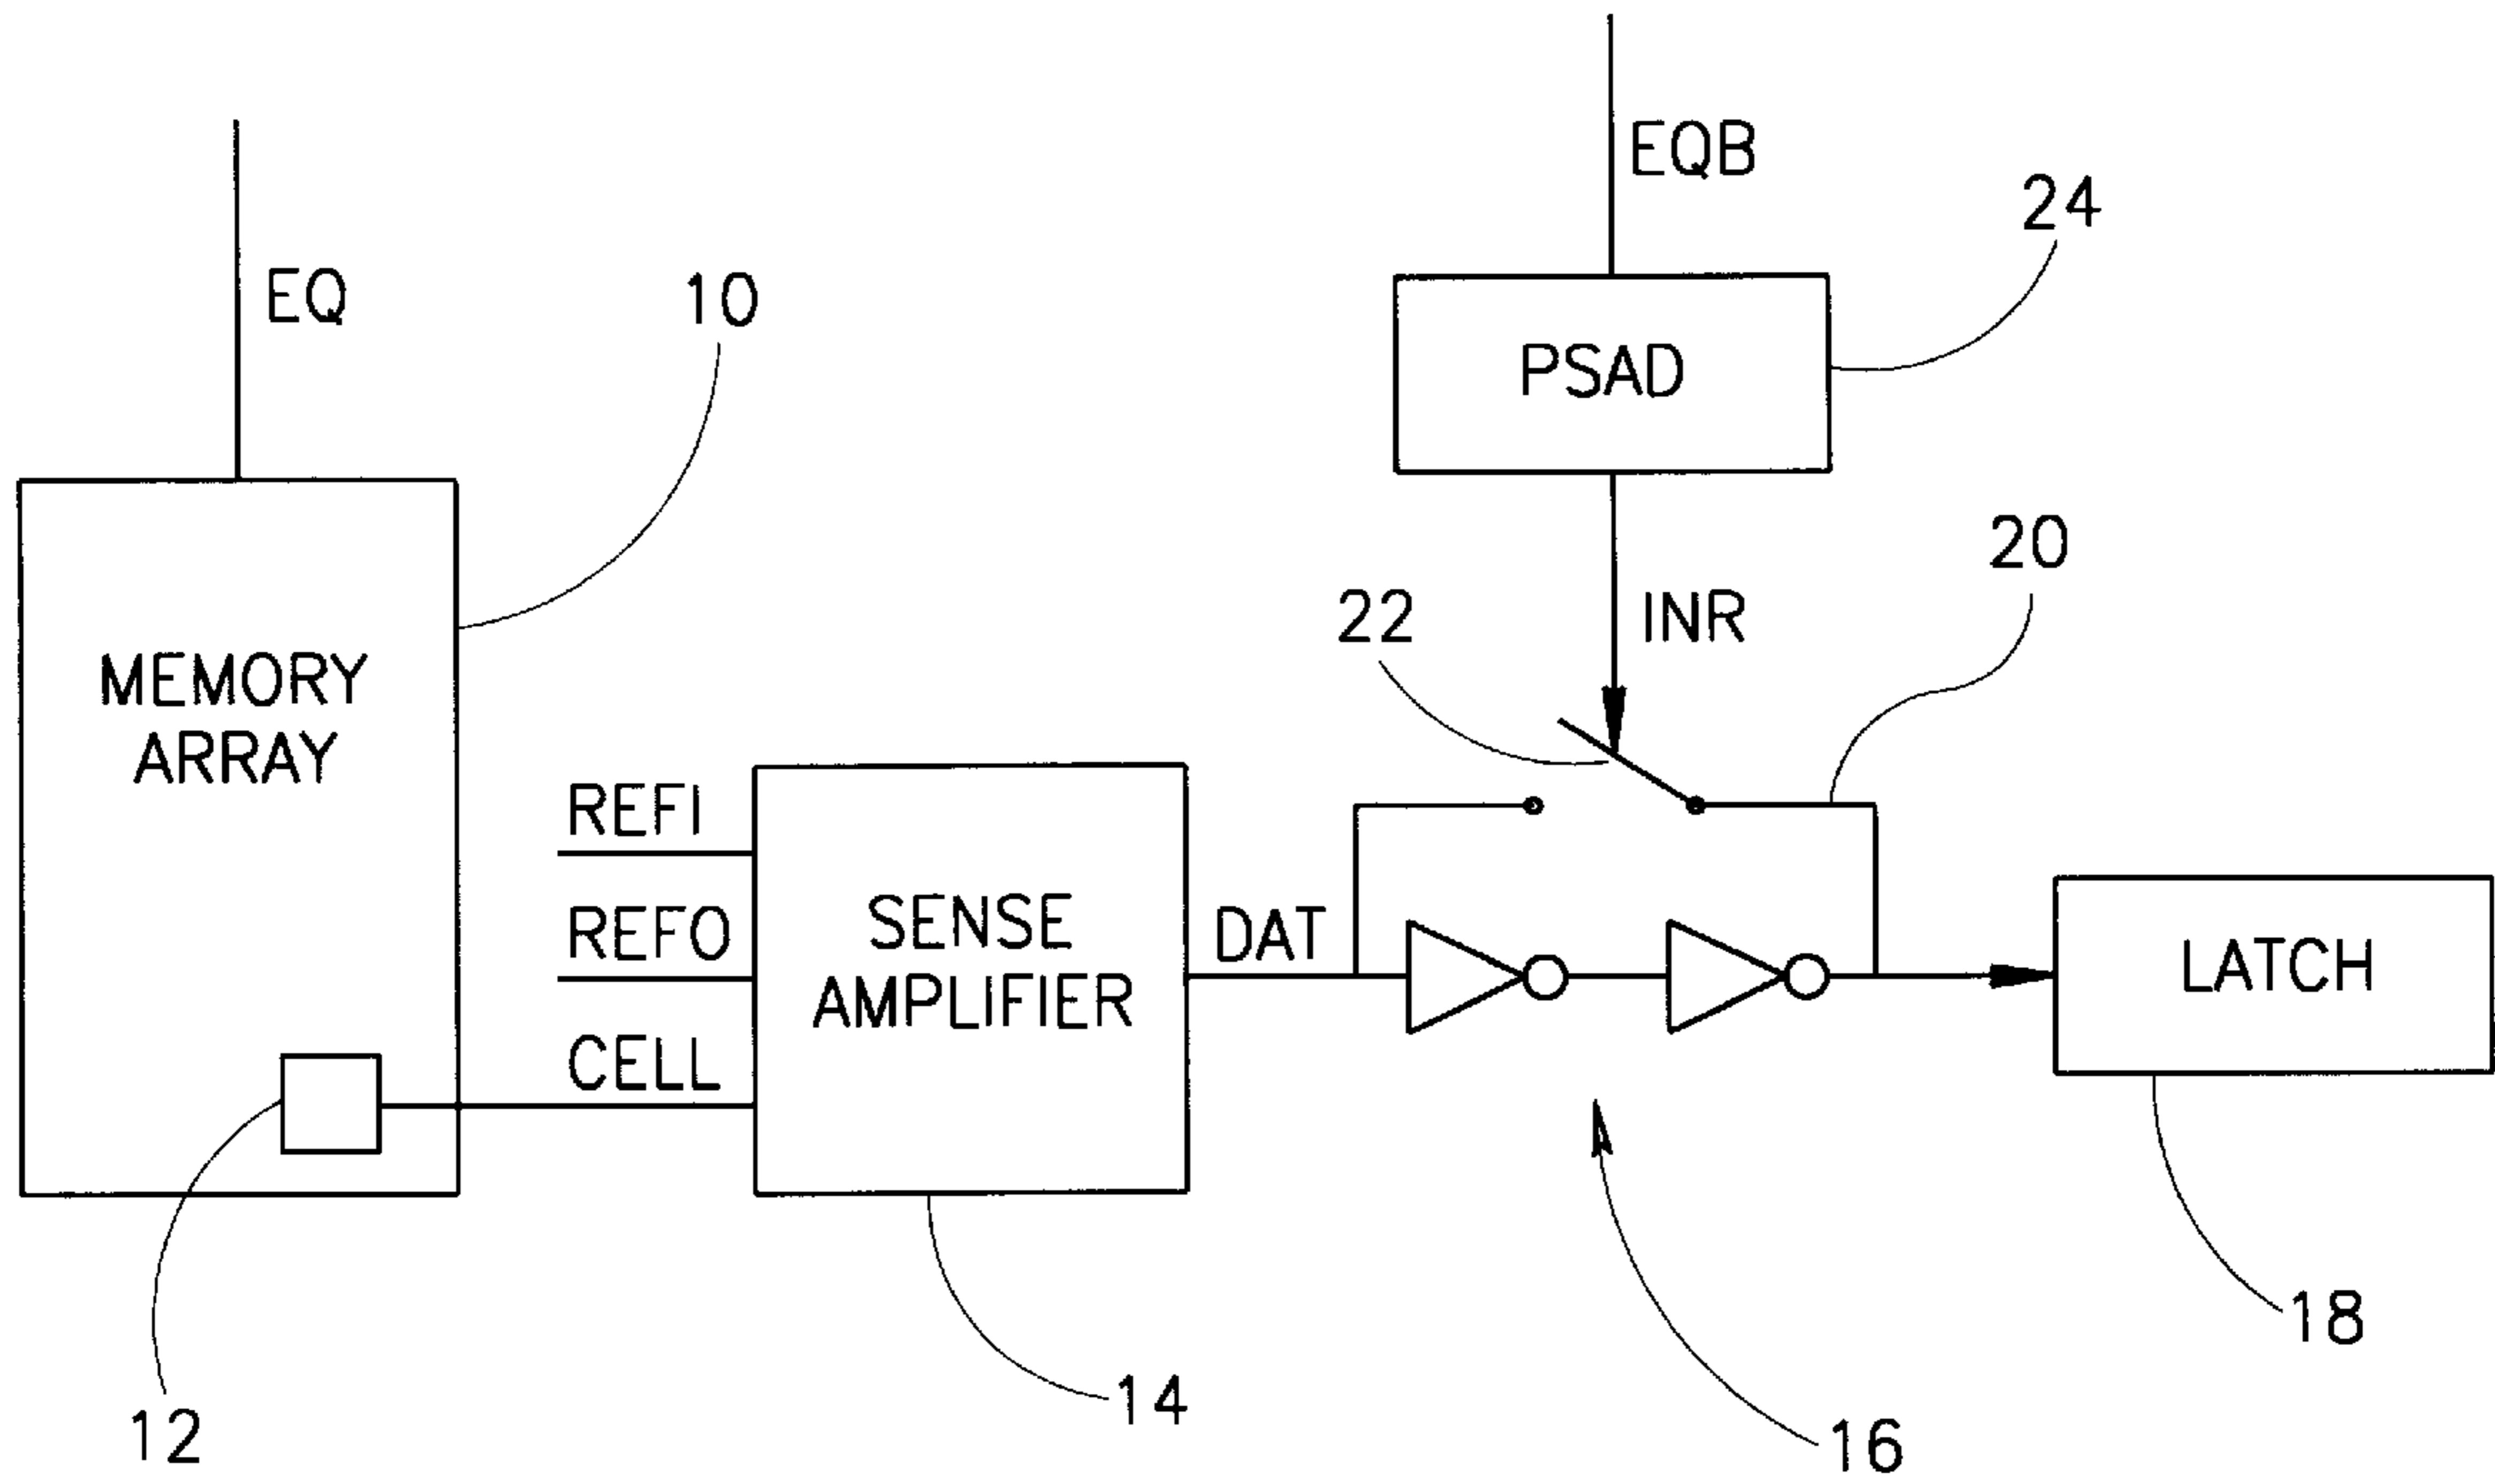 EQB
24
EQ
10
PSAD
20
22
INR
MEMORY
ARRAY
REFI
REFO
CELL
SENSE
AMPLIFIER
DAT
LATCH
18
14
12
16